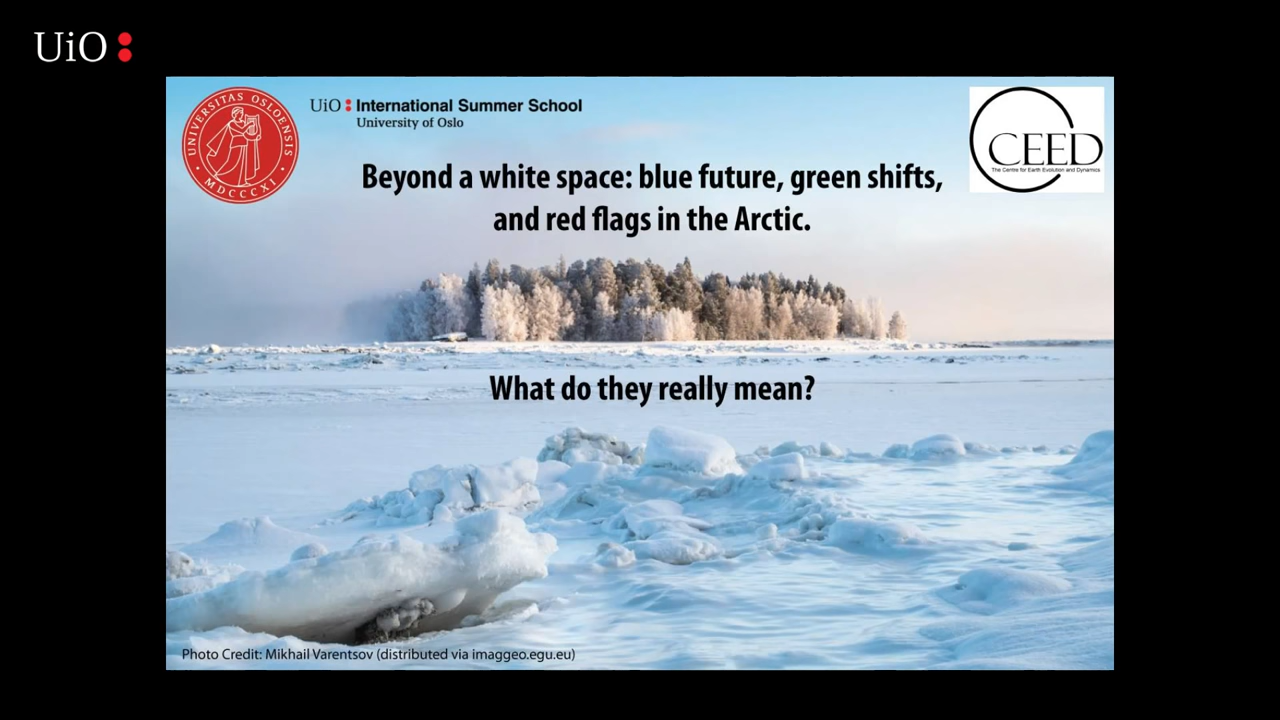 UiO:
UNIVERSITAS OSLOENSIS
MDCCCXI
UiO: International Summer School
University of Oslo
CEED
The Centre for Earth Evolution and Dynamics
Beyond a white space: blue future, green shifts,
and red flags in the Arctic.
What do they really mean?
Photo Credit: Mikhail Varentsov (distributed via imaggeo.egu.eu)